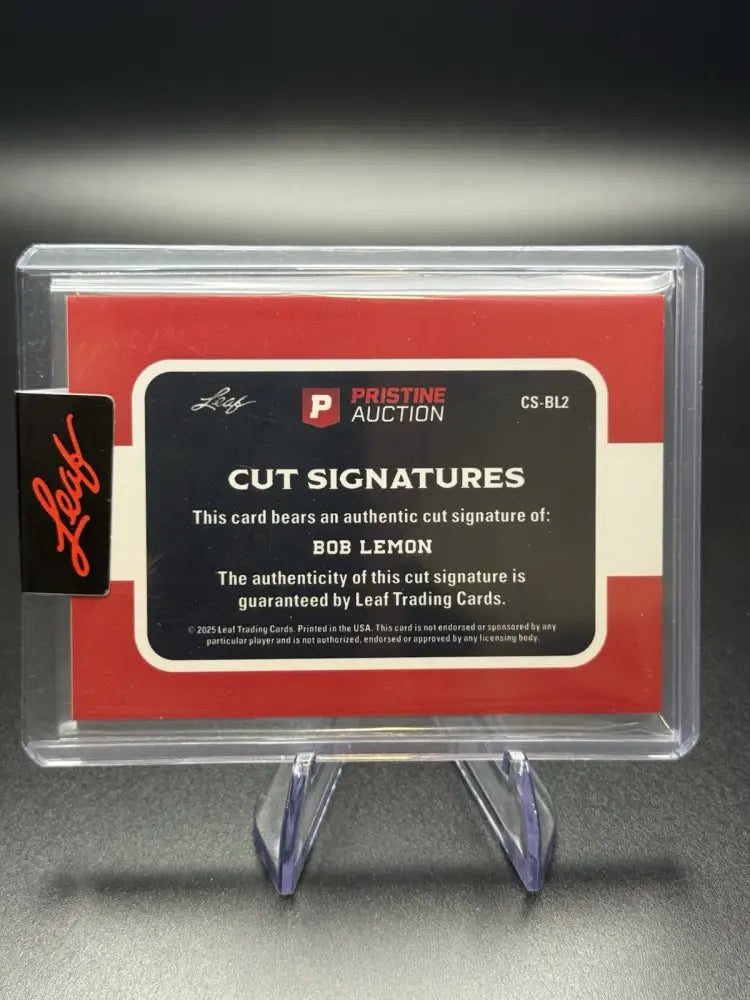 Leaf
P PRISTINE
AUCTION
CS-BL2
CUT SIGNATURES
This card bears an authentic cut signature of:
BOB LEMON
The authenticity of this cut signature is
guaranteed by Leaf Trading Cards.
© 2025 Leaf Trading Cards. Printed in the USA. This card is not endorsed or sponsored by any
particular player and is not authorized, endorsed or approved by any licensing body.
Leaf